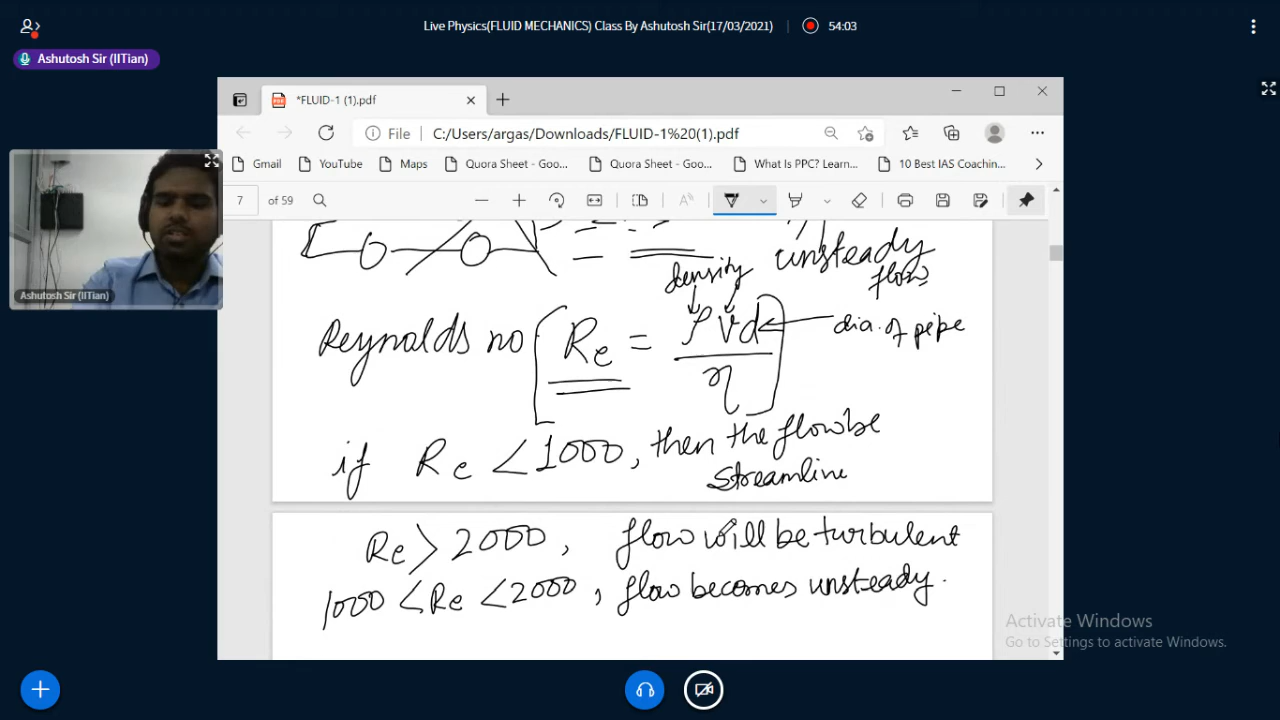 Live Physics(FLUID MECHANICS) Class By Ashutosh Sir(17/03/2021)
54:03
Ashutosh Sir (IITian)
*FLUID-1 (1).pdf
File
C:/Users/argas/Downloads/FLUID-1%20(1).pdf
Gmail
YouTube
Maps
Quora Sheet - Goo...
Quora Sheet - Goo...
What Is PPC? Learn...
10 Best IAS Coachin...
7 of 59
Ashutosh Sir (IITian)
unsteady
flow
density
Reynolds no [Re = ρvd/η] dia. of pipe
if Re < 1000, then the flow be
streamline
Re > 2000, flow will be turbulent
1000 < Re < 2000, flow becomes unsteady.
Activate Windows
Go to Settings to activate Windows.